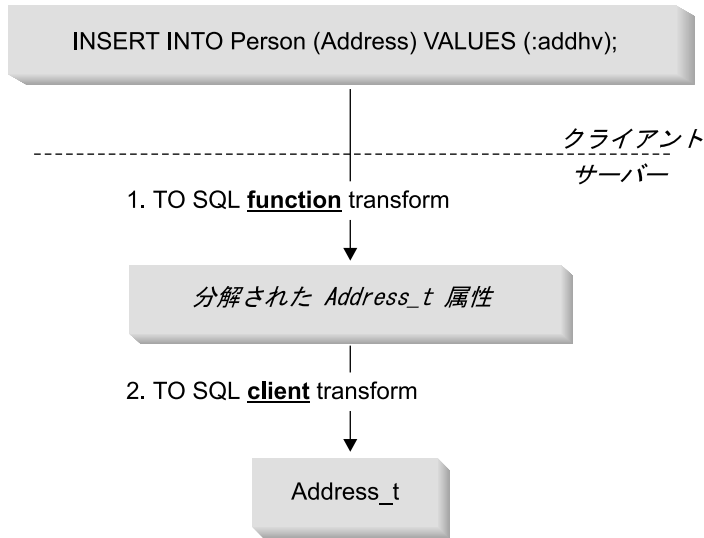 INSERT INTO Person (Address) VALUES (:addhv);
クライアント
サーバー
1. TO SQL function transform
分解された Address_t 属性
2. TO SQL client transform
Address_t